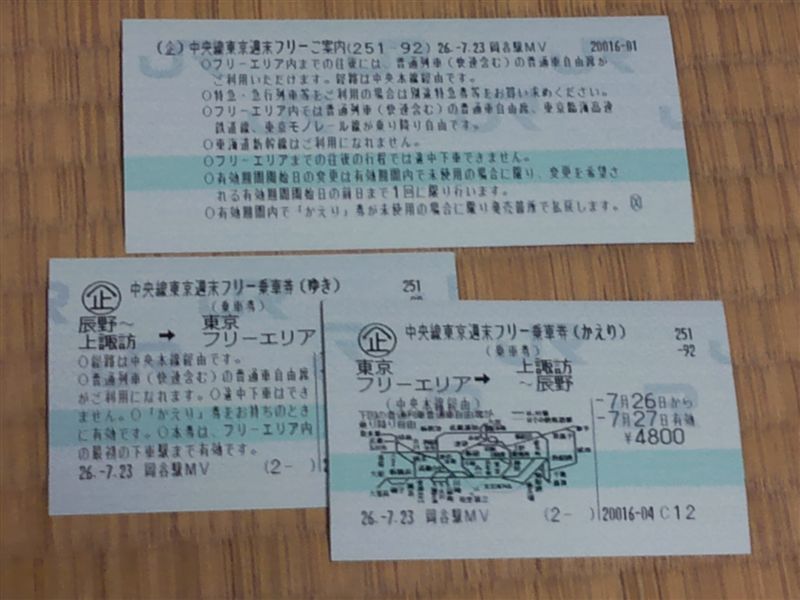 (企)中央線東京週末フリーご案内(251-92) 26.-7.23 岡谷駅MV 20016-01
○フリーエリア内までの往復には、普通列車(快速含む)の普通車自由席が
ご利用いただけます。経路は中央本線経由です。
○特急・急行列車等をご利用の場合は別途特急券等をお買い求めください。
○フリーエリア内では普通列車(快速含む)の普通車自由席、東京臨海高速
鉄道線、東京モノレール線が乗り降り自由です。
○東海道新幹線はご利用になれません。
○フリーエリアまでの往復の行程では途中下車できません。
○有効期間開始日の変更は有効期間内で未使用の場合に限り、変更を希望さ
れる有効期間開始日の前日まで1回に限り行います。
○有効期間内で「かえり」券が未使用の場合に限り発売箇所で払戻します。
企 中央線東京週末フリー乗車券(ゆき) 251
(乗車券)
辰野~ 東京
上諏訪 → フリーエリア
○経路は中央本線経由です。
○普通列車(快速含む)の普通車自由席
がご利用になれます。○途中下車はでき
ません。○「かえり」券をお持ちのとき
に有効です。○本券は、フリーエリア内
の最初の下車駅まで有効です。
26.-7.23 岡谷駅MV (2- )
企 中央線東京週末フリー乗車券(かえり) 251
(乗車券) -92
東京 上諏訪
フリーエリア → ~辰野
(中央本線経由)
-7月26日から
-7月27日有効
¥4800
乗り降り自由
26.-7.23 岡谷駅MV (2- ) 20016-04 C12